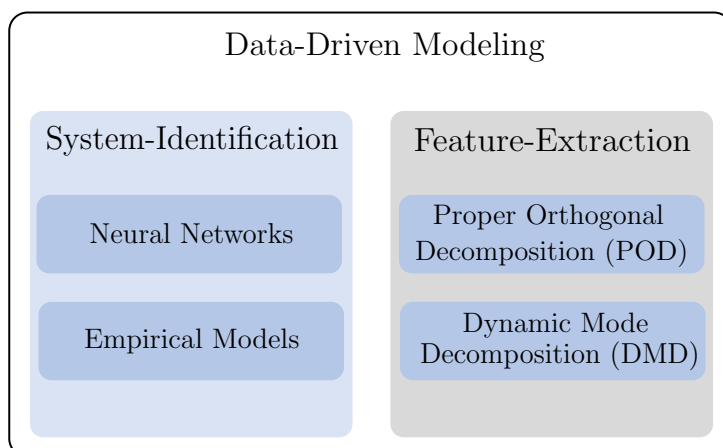 Data-Driven Modeling
System-Identification
Neural Networks
Empirical Models
Feature-Extraction
Proper Orthogonal
Decomposition (POD)
Dynamic Mode
Decomposition (DMD)